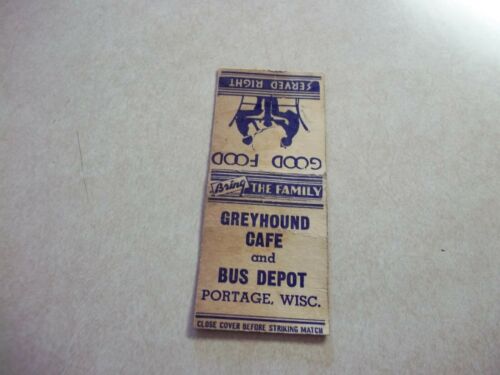 SERVED RIGHT
GOOD FOOD
Bring THE FAMILY
GREYHOUND
CAFE
and
BUS DEPOT
PORTAGE, WISC.
CLOSE COVER BEFORE STRIKING MATCH